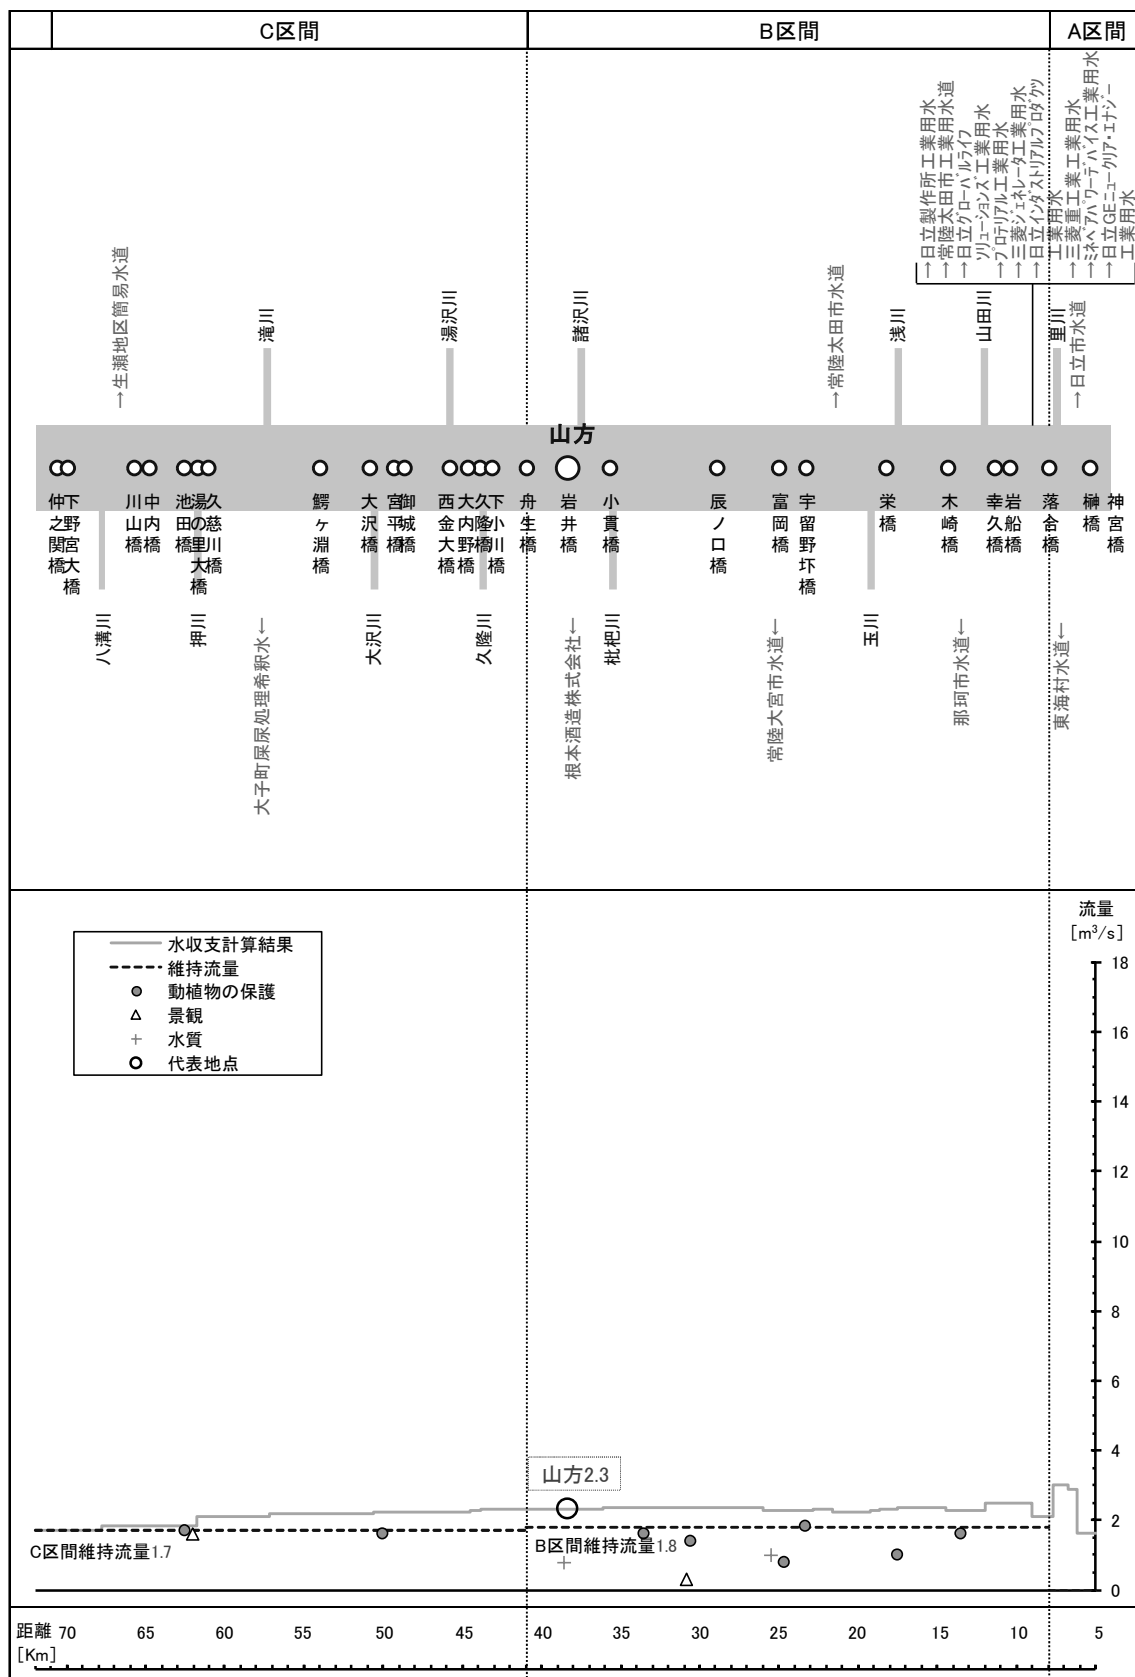 C区間
B区間
A区間
→日立製作所工業用水
→常陸太田市工業用水道
→日立グローバルライフ
ソリューションズ工業用水
→プロテリアル工業用水
→三菱ジェネレータ工業用水
→日立インダストリアルプロダクツ
工業用水
→三菱重工業工業用水
→ミネベアパワーデバイス工業用水
→日立GEニュークリア・エナジー
工業用水
→生瀬地区簡易水道
滝川
湯沢川
諸沢川
→常陸太田市水道
浅川
山田川
里川
→日立市水道
山方
仲之関橋
下野宮大橋
川山橋
中内橋
池田橋
湯の里大橋
久慈川橋
鰐ヶ淵橋
大沢橋
宮平橋
御城橋
西金大橋
大内野橋
久隆橋
下小川橋
舟生橋
岩井橋
小貫橋
辰ノ口橋
富岡橋
宇留野圷橋
栄橋
木崎橋
幸久橋
岩船橋
落合橋
榊橋
神宮橋
八溝川
押川
大子町屎尿処理希釈水←
大沢川
久隆川
根本酒造株式会社←
枇杷川
常陸大宮市水道←
玉川
那珂市水道←
東海村水道←
流量
[m³/s]
水収支計算結果
維持流量
動植物の保護
景観
水質
代表地点
18
16
14
12
10
8
6
4
2
0
山方2.3
C区間維持流量1.7
B区間維持流量1.8
距離 70 65 60 55 50 45 40 35 30 25 20 15 10 5
[Km]